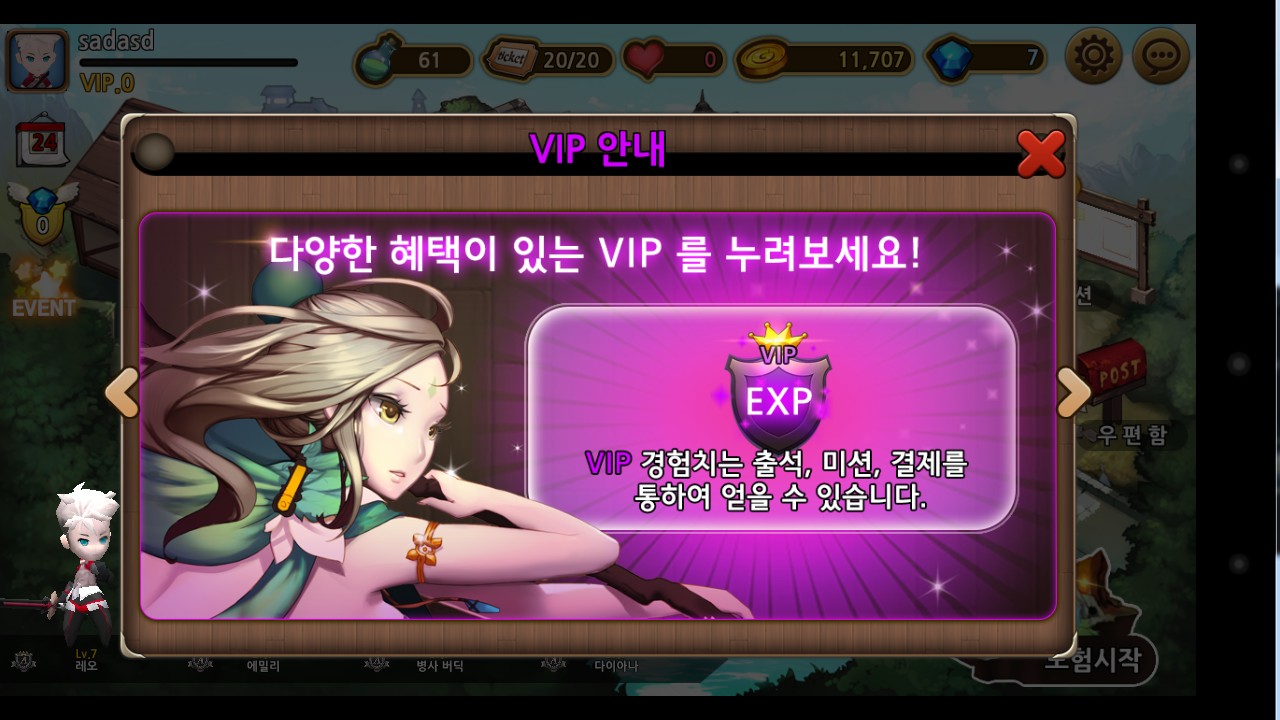 sadasd
VIP.0
61
ticket
20/20
0
11,707
7
24
0
EVENT
VIP 안내
다양한 혜택이 있는 VIP 를 누려보세요!
VIP
EXP
VIP 경험치는 출석, 미션, 결제를
통하여 얻을 수 있습니다.
션
POST
우편함
Lv.7
레오
에밀리
병사 버딕
다이아나
모험시작